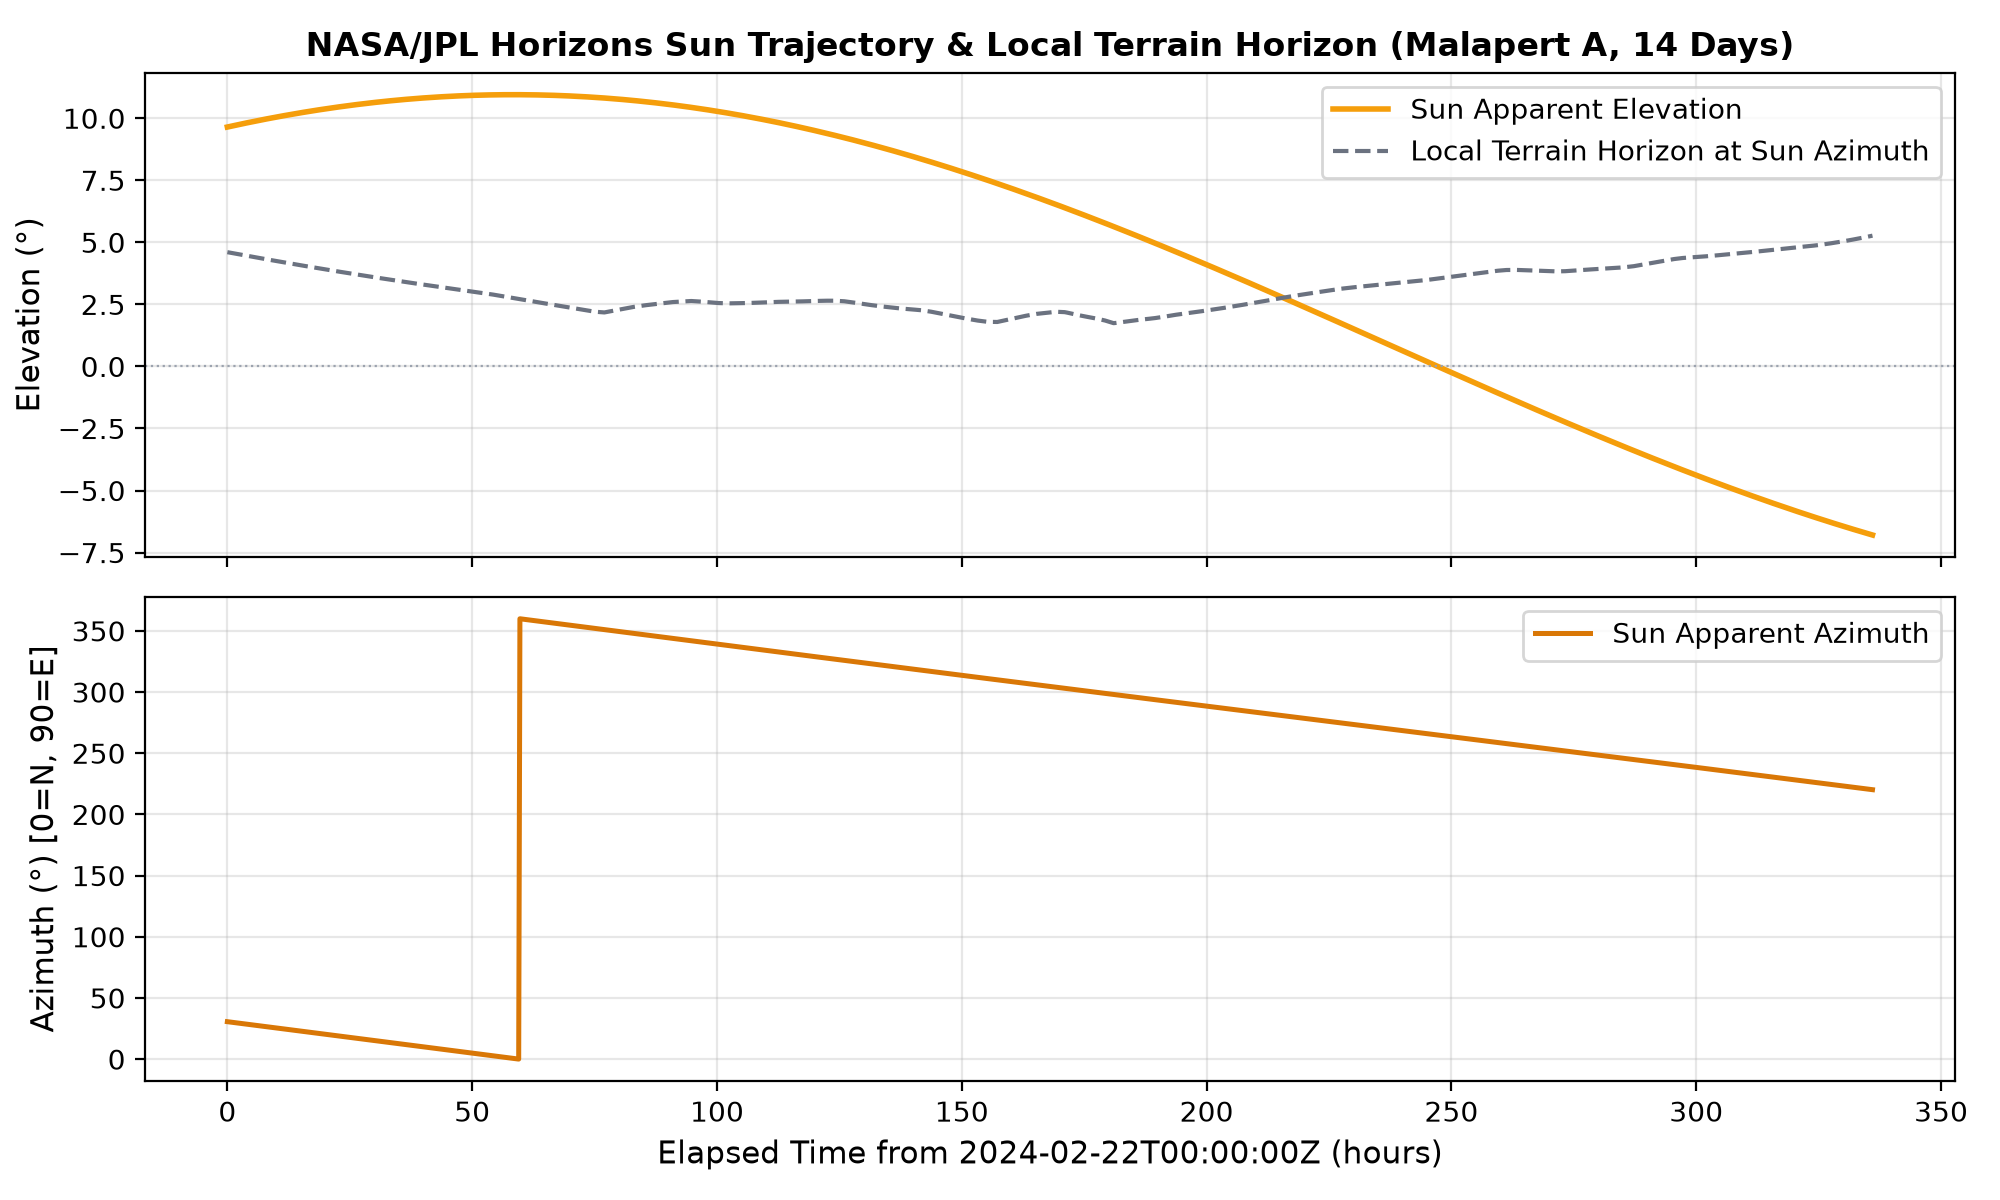 NASA/JPL Horizons Sun Trajectory & Local Terrain Horizon (Malapert A, 14 Days)
Elevation (°)
10.0
7.5
5.0
2.5
0.0
−2.5
−5.0
−7.5
Sun Apparent Elevation
Local Terrain Horizon at Sun Azimuth
Azimuth (°) [0=N, 90=E]
350
300
250
200
150
100
50
0
Sun Apparent Azimuth
0 50 100 150 200 250 300 350
Elapsed Time from 2024-02-22T00:00:00Z (hours)